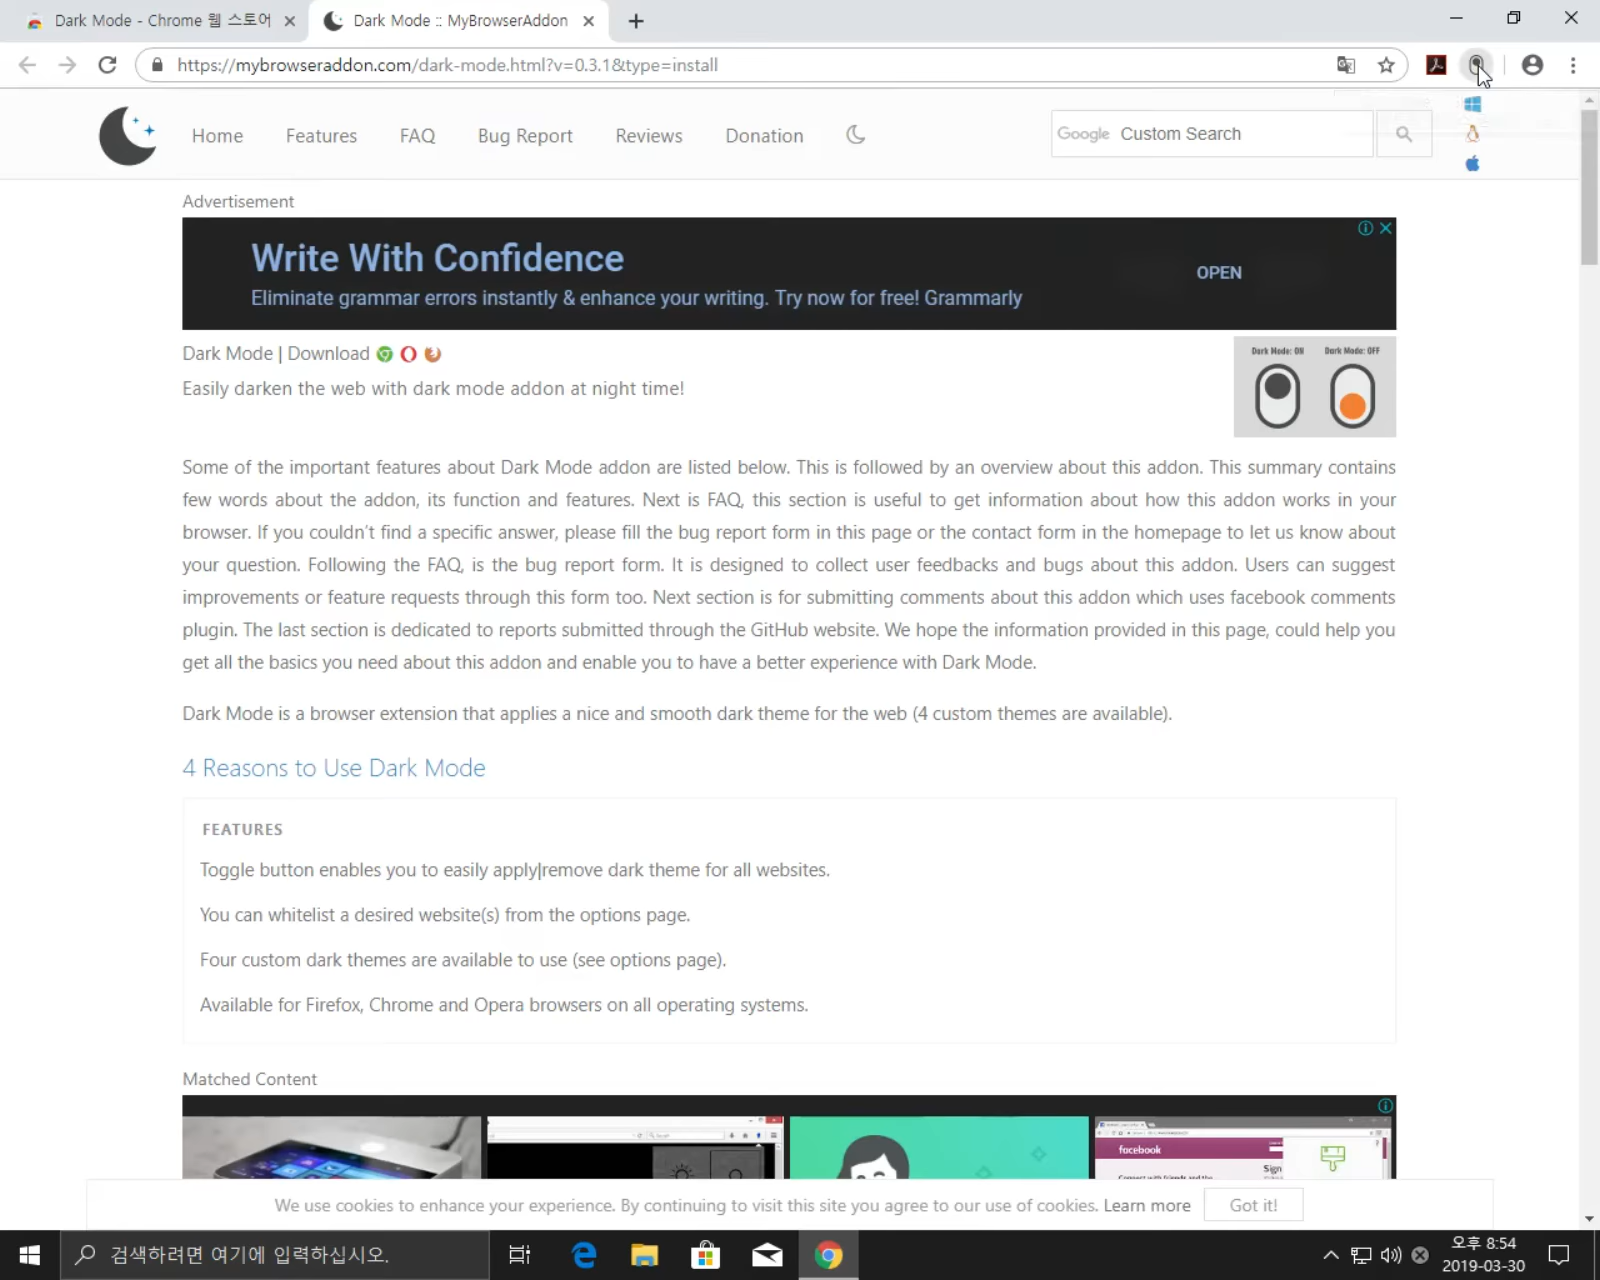 Dark Mode - Chrome 웹 스토어
Dark Mode :: MyBrowserAddon
https://mybrowseraddon.com/dark-mode.html?v=0.3.1&type=install
Home
Features
FAQ
Bug Report
Reviews
Donation
Google Custom Search
Advertisement
Write With Confidence
Eliminate grammar errors instantly & enhance your writing. Try now for free! Grammarly
OPEN
Dark Mode | Download
Easily darken the web with dark mode addon at night time!
Dark Mode: ON
Dark Mode: OFF
Some of the important features about Dark Mode addon are listed below. This is followed by an overview about this addon. This summary contains
few words about the addon, its function and features. Next is FAQ, this section is useful to get information about how this addon works in your
browser. If you couldn't find a specific answer, please fill the bug report form in this page or the contact form in the homepage to let us know about
your question. Following the FAQ, is the bug report form. It is designed to collect user feedbacks and bugs about this addon. Users can suggest
improvements or feature requests through this form too. Next section is for submitting comments about this addon which uses facebook comments
plugin. The last section is dedicated to reports submitted through the GitHub website. We hope the information provided in this page, could help you
get all the basics you need about this addon and enable you to have a better experience with Dark Mode.
Dark Mode is a browser extension that applies a nice and smooth dark theme for the web (4 custom themes are available).
4 Reasons to Use Dark Mode
FEATURES
Toggle button enables you to easily apply|remove dark theme for all websites.
You can whitelist a desired website(s) from the options page.
Four custom dark themes are available to use (see options page).
Available for Firefox, Chrome and Opera browsers on all operating systems.
Matched Content
facebook
Sign
We use cookies to enhance your experience. By continuing to visit this site you agree to our use of cookies. Learn more
Got it!
검색하려면 여기에 입력하십시오.
오후 8:54
2019-03-30